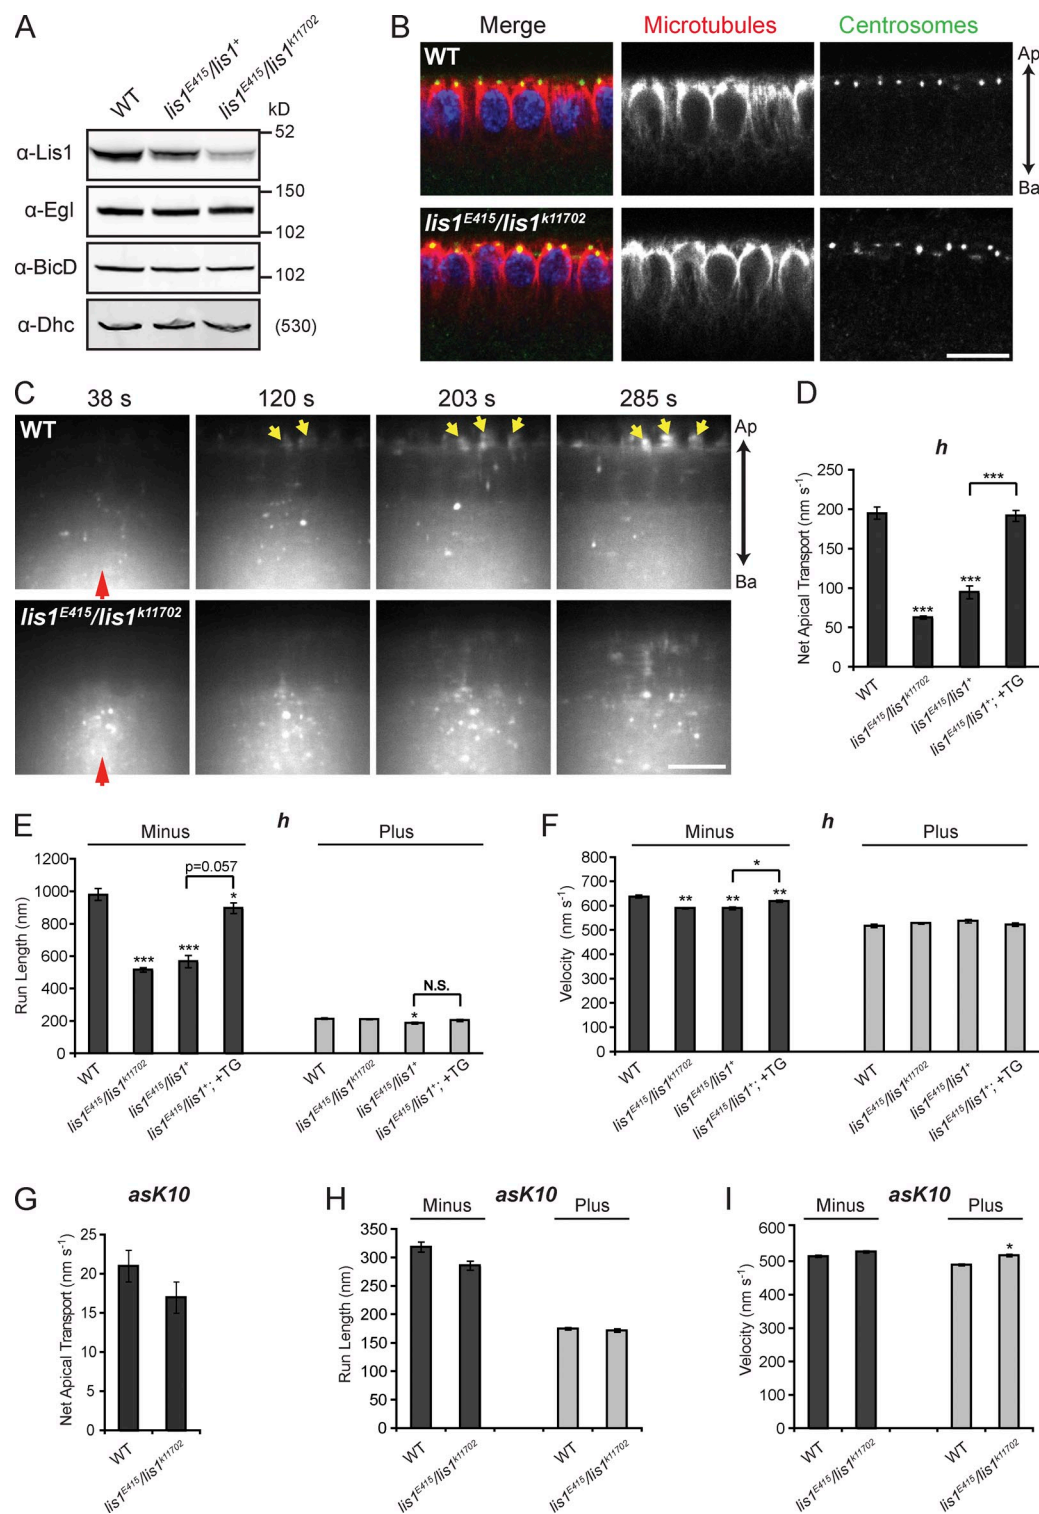 A
WT
lis1E415/lis1+
lis1E415/lis1k11702
kD
α-Lis1
52
α-Egl
150
102
α-BicD
102
α-Dhc
(530)
B
Merge
Microtubules
Centrosomes
WT
Ap
Ba
lis1E415/lis1k11702
C
38 s
120 s
203 s
285 s
WT
Ap
Ba
lis1E415/lis1k11702
D
h
Net Apical Transport (nm s-1)
250
200
150
100
50
0
***
***
***
WT
lis1E415/lis1k11702
lis1E415/lis1+
lis1E415/lis1+; +TG
E
h
Minus
Plus
Run Length (nm)
1200
1000
800
600
400
200
0
***
***
p=0.057
*
*
N.S.
WT
lis1E415/lis1k11702
lis1E415/lis1+
lis1E415/lis1+; +TG
WT
lis1E415/lis1k11702
lis1E415/lis1+
lis1E415/lis1+; +TG
F
h
Minus
Plus
Velocity (nm s-1)
800
700
600
500
400
300
200
100
0
**
**
*
**
WT
lis1E415/lis1k11702
lis1E415/lis1+
lis1E415/lis1+; +TG
WT
lis1E415/lis1k11702
lis1E415/lis1+
lis1E415/lis1+; +TG
G
asK10
Net Apical Transport (nm s-1)
25
20
15
10
5
0
WT
lis1E415/lis1k11702
H
asK10
Minus
Plus
Run Length (nm)
350
300
250
200
150
100
50
0
WT
lis1E415/lis1k11702
WT
lis1E415/lis1k11702
I
asK10
Minus
Plus
Velocity (nm s-1)
600
500
400
300
200
100
0
*
WT
lis1E415/lis1k11702
WT
lis1E415/lis1k11702